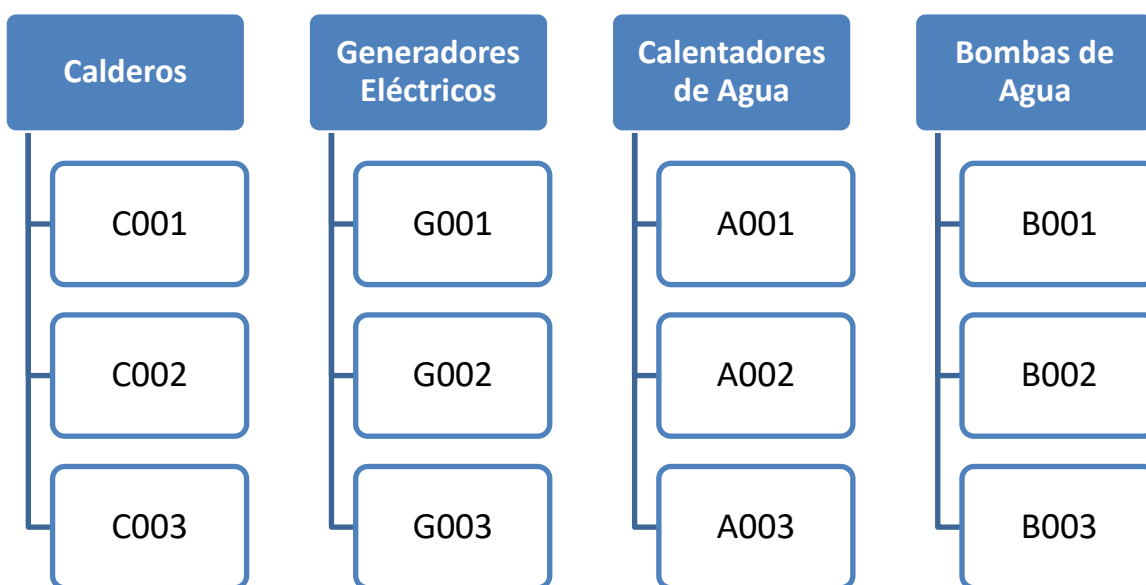 Calderos
C001
C002
C003
Generadores
Eléctricos
G001
G002
G003
Calentadores
de Agua
A001
A002
A003
Bombas de
Agua
B001
B002
B003